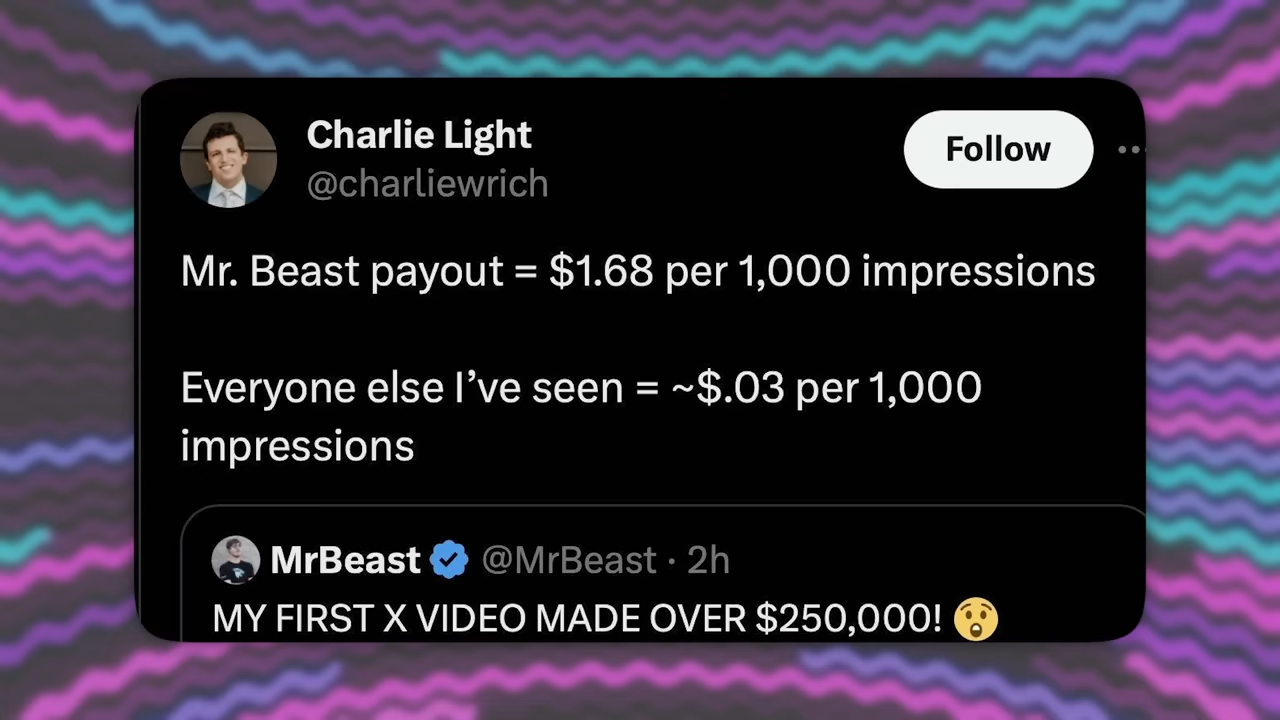 Charlie Light
@charliewrich
Follow
Mr. Beast payout = $1.68 per 1,000 impressions
Everyone else I’ve seen = ~$.03 per 1,000
impressions
MrBeast @MrBeast · 2h
MY FIRST X VIDEO MADE OVER $250,000! 😲